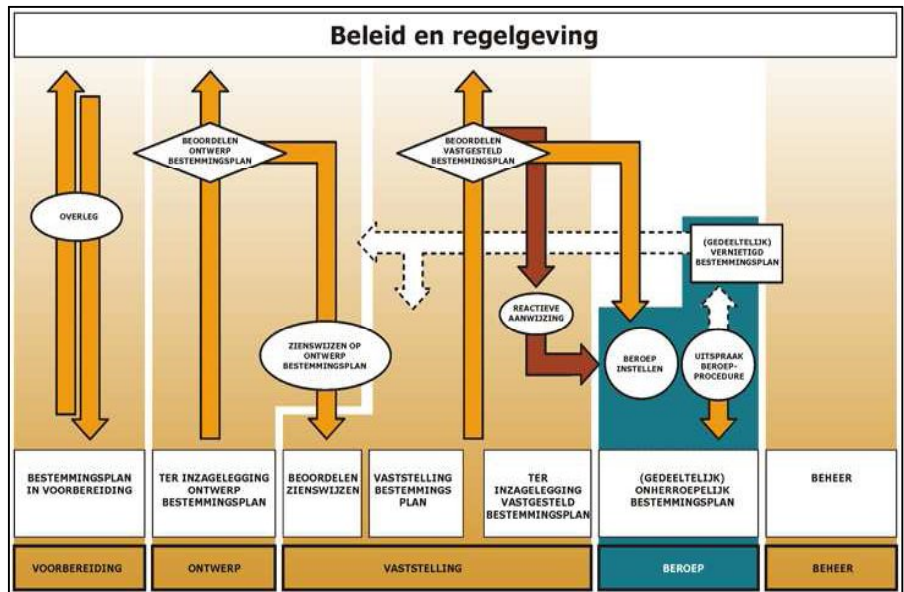 Beleid en regelgeving
BEOORDELEN
ONTWERP
BESTEMMINGSPLAN
BEOORDELEN
VASTGESTELD
BESTEMMINGSPLAN
OVERLEG
(GEDEELTELIJK)
VERNIETIGD
BESTEMMINGSPLAN
REACTIEVE
AANWIJZING
ZIENSWIJZEN OP
ONTWERP
BESTEMMINGSPLAN
BEROEP
INSTELLEN
UITSPRAAK
BEROEP-
PROCEDURE
BESTEMMINGSPLAN
IN VOORBEREIDING
TER INZAGELEGGING
ONTWERP
BESTEMMINGSPLAN
BEOORDELEN
ZIENSWIJZEN
VASTSTELLING
BESTEMMINGS
PLAN
TER
INZAGELEGGING
VASTGESTELD
BESTEMMINGSPLAN
(GEDEELTELIJK)
ONHERROEPELIJK
BESTEMMINGSPLAN
BEHEER
VOORBEREIDING
ONTWERP
VASTSTELLING
BEROEP
BEHEER